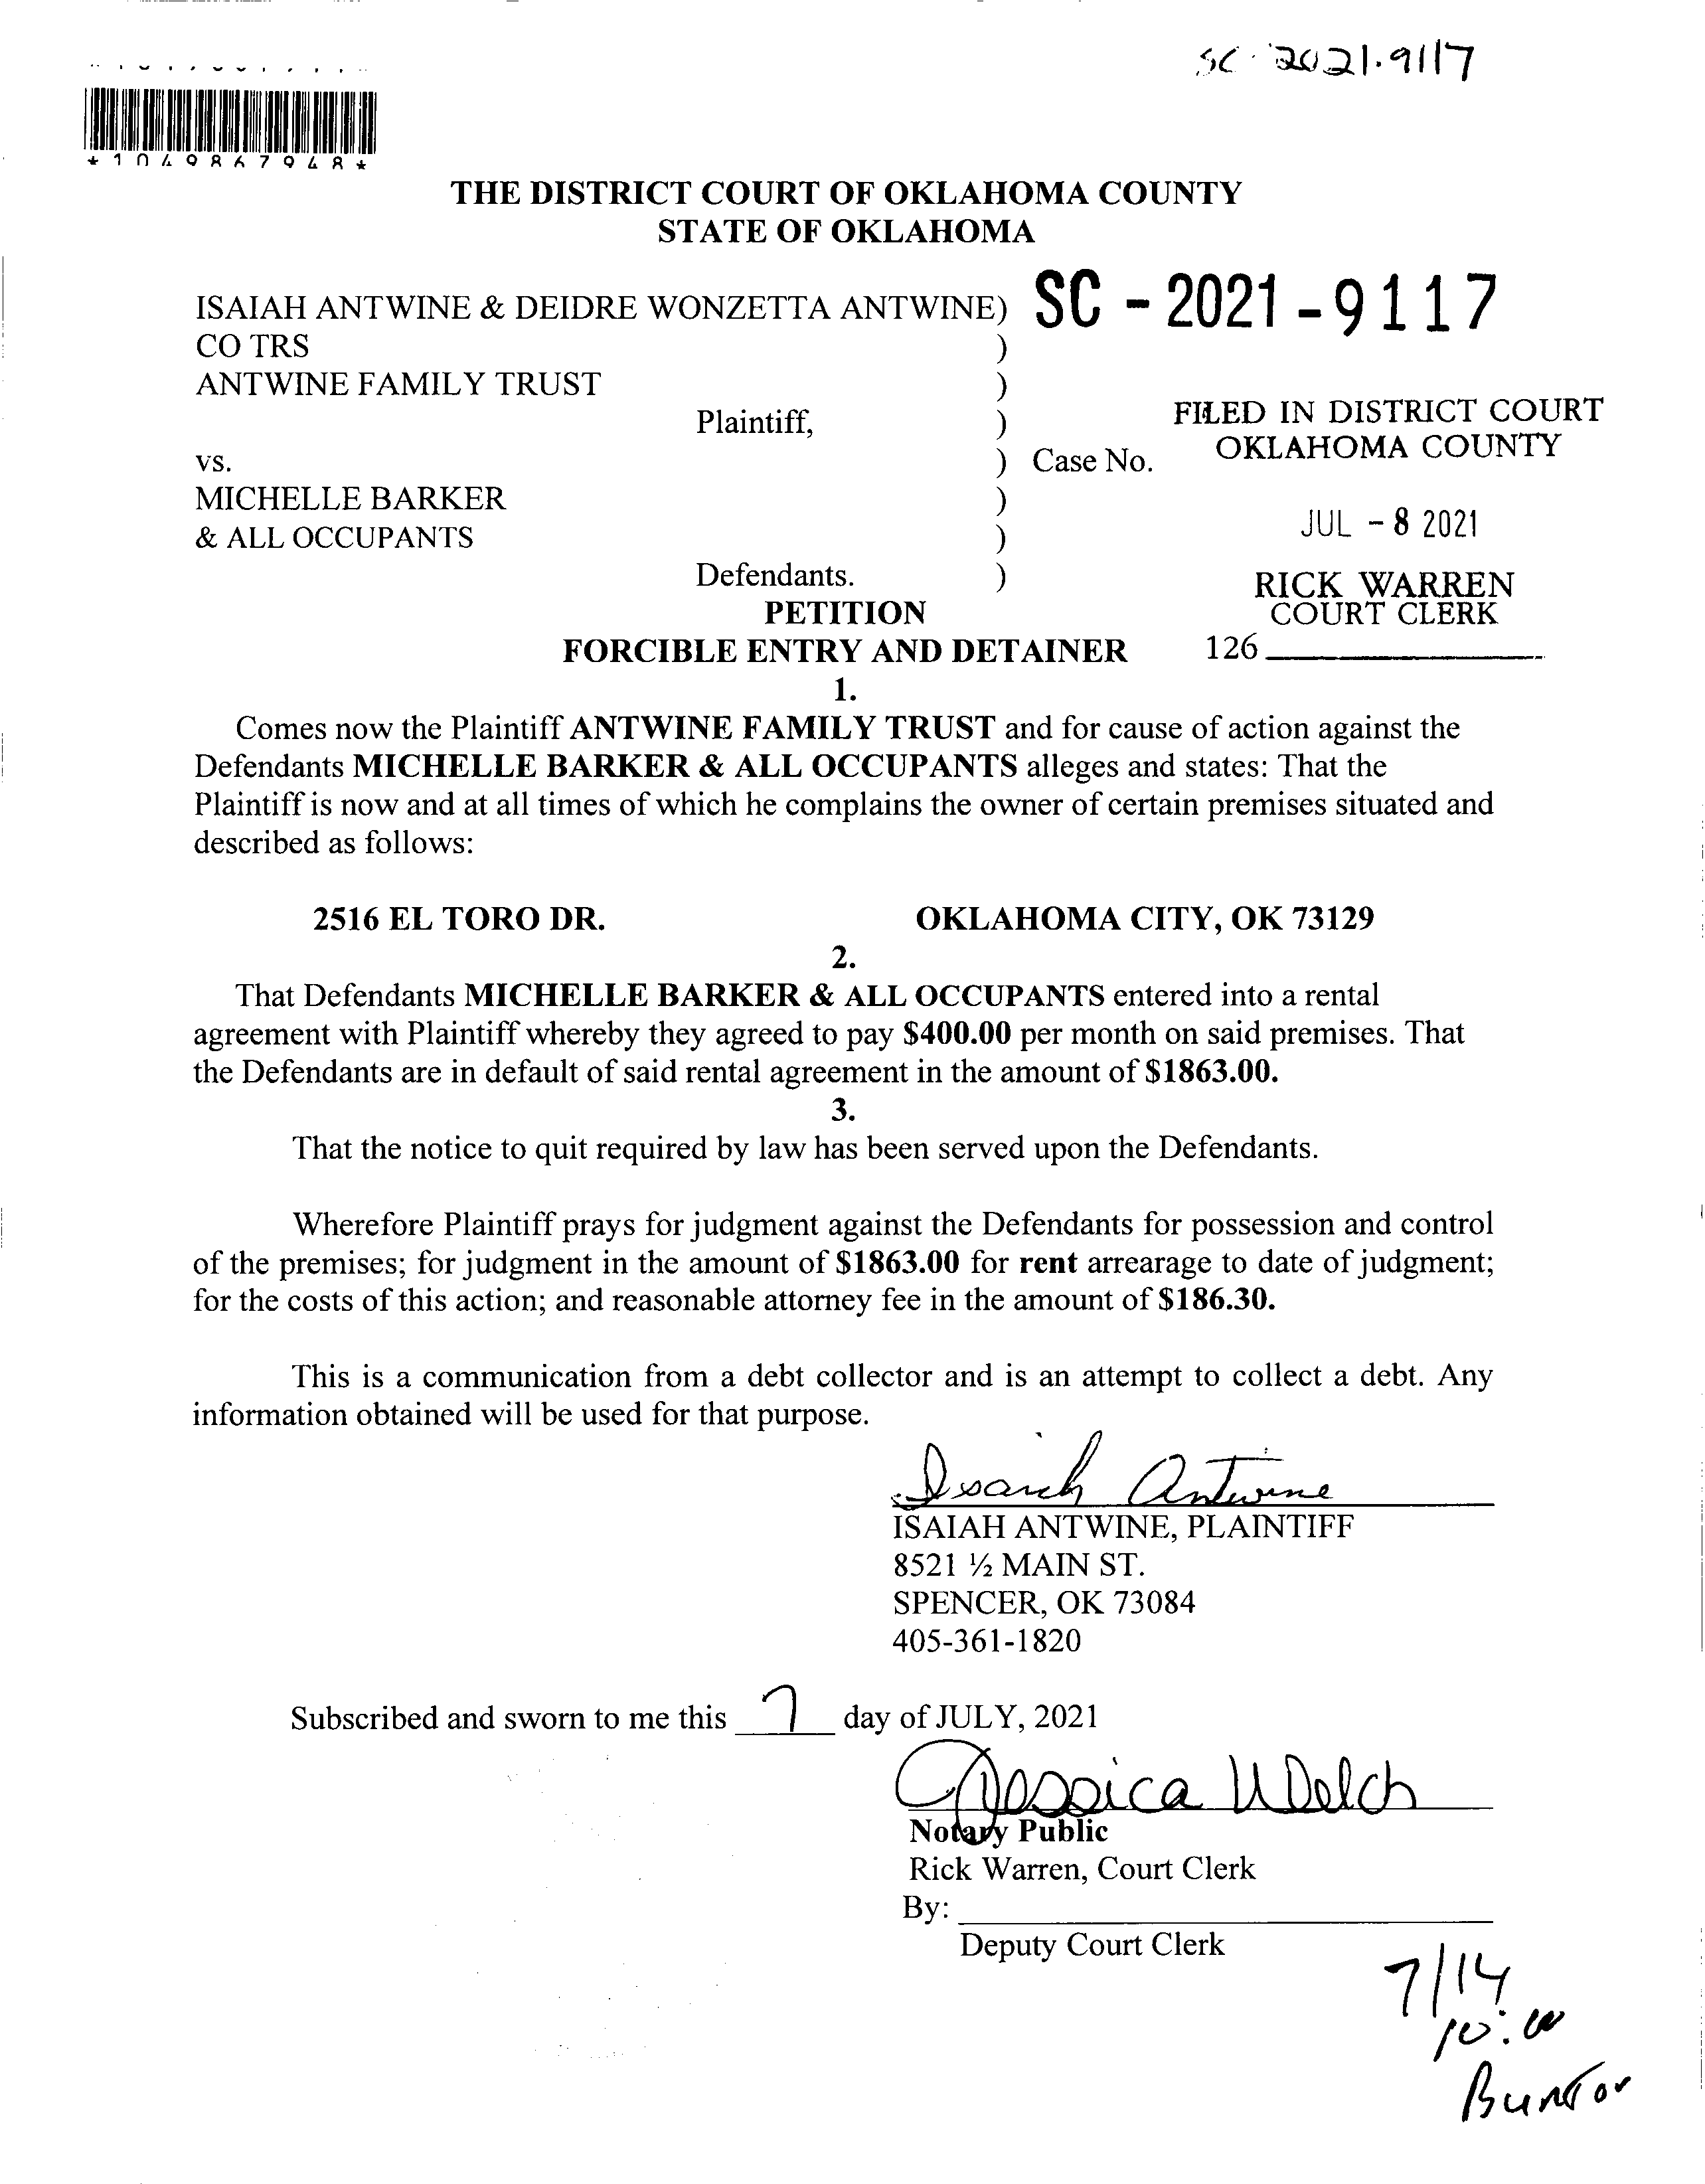 SC-2021-9117
*1049867948*
THE DISTRICT COURT OF OKLAHOMA COUNTY
STATE OF OKLAHOMA
ISAIAH ANTWINE & DEIDRE WONZETTA ANTWINE) SC-2021-9117
CO TRS )
ANTWINE FAMILY TRUST )
Plaintiff, ) FILED IN DISTRICT COURT
vs. ) Case No. OKLAHOMA COUNTY
MICHELLE BARKER )
& ALL OCCUPANTS ) JUL -8 2021
Defendants. ) RICK WARREN
PETITION COURT CLERK
FORCIBLE ENTRY AND DETAINER 126
1.
Comes now the Plaintiff ANTWINE FAMILY TRUST and for cause of action against the
Defendants MICHELLE BARKER & ALL OCCUPANTS alleges and states: That the
Plaintiff is now and at all times of which he complains the owner of certain premises situated and
described as follows:
2516 EL TORO DR. OKLAHOMA CITY, OK 73129
2.
That Defendants MICHELLE BARKER & ALL OCCUPANTS entered into a rental
agreement with Plaintiff whereby they agreed to pay $400.00 per month on said premises. That
the Defendants are in default of said rental agreement in the amount of $1863.00.
3.
That the notice to quit required by law has been served upon the Defendants.
Wherefore Plaintiff prays for judgment against the Defendants for possession and control
of the premises; for judgment in the amount of $1863.00 for rent arrearage to date of judgment;
for the costs of this action; and reasonable attorney fee in the amount of $186.30.
This is a communication from a debt collector and is an attempt to collect a debt. Any
information obtained will be used for that purpose.
Isaiah Antwine
ISAIAH ANTWINE, PLAINTIFF
8521 ½ MAIN ST.
SPENCER, OK 73084
405-361-1820
Subscribed and sworn to me this 7 day of JULY, 2021
Jessica Welch
Notary Public
Rick Warren, Court Clerk
By:
Deputy Court Clerk
7/14
10:00
Buntor